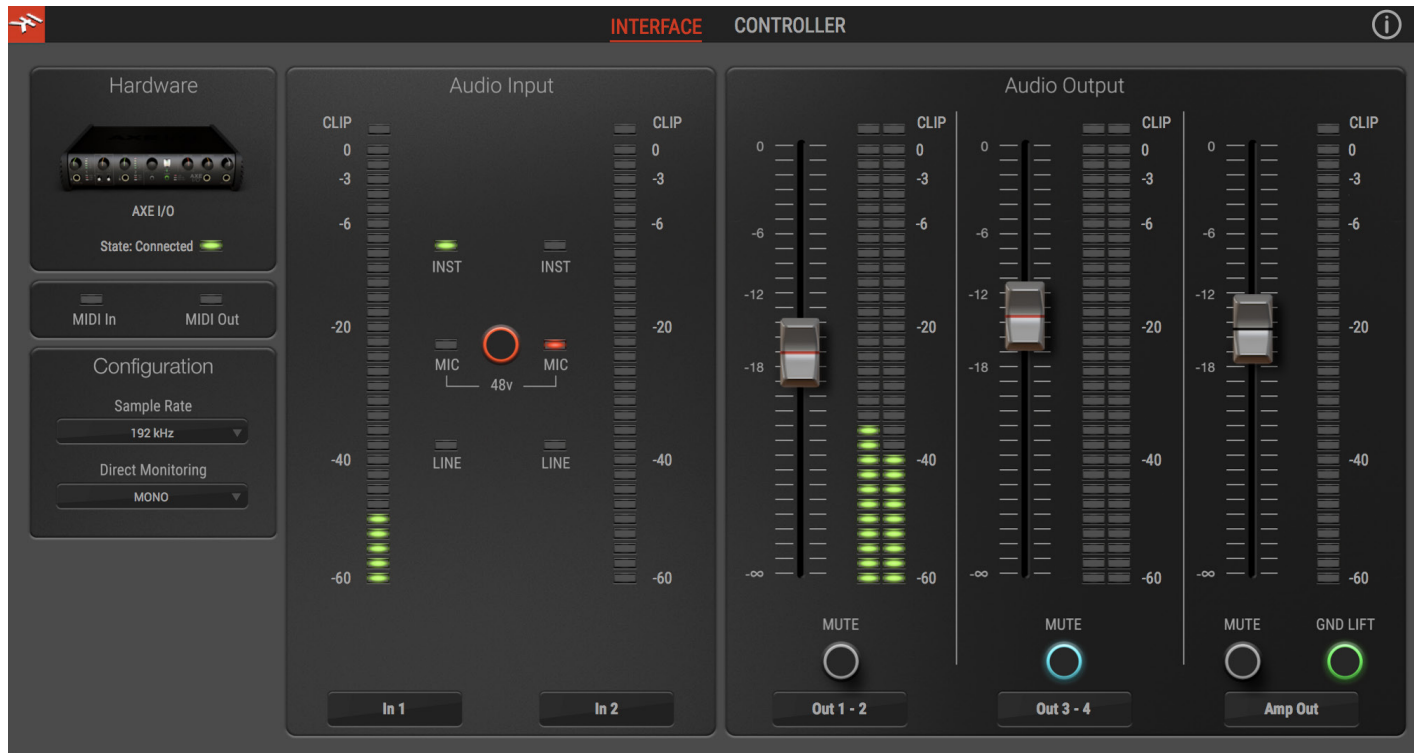 INTERFACE CONTROLLER
Hardware
AXE I/O
State: Connected
MIDI In MIDI Out
Configuration
Sample Rate
192 kHz
Direct Monitoring
MONO
Audio Input
CLIP CLIP
0 0
-3 -3
-6 -6
INST INST
-20 -20
MIC MIC
48v
-40 -40
LINE LINE
-60 -60
In 1 In 2
Audio Output
CLIP CLIP CLIP
0 0 0 0 0 0
-3 -3 -3
-6 -6 -6 -6 -6 -6
-12 -12 -12
-20 -20 -20
-18 -18 -18
-40 -40 -40
-∞ -60 -∞ -60 -∞ -60
MUTE MUTE MUTE GND LIFT
Out 1 - 2 Out 3 - 4 Amp Out